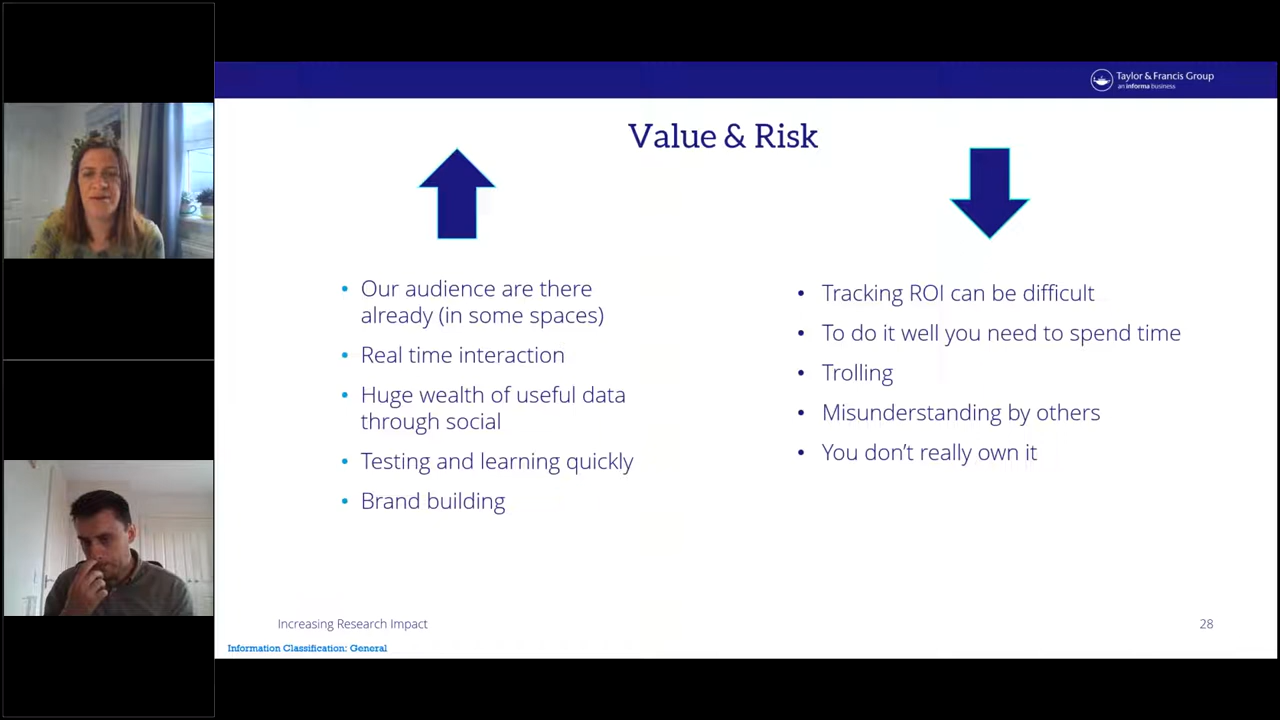 Taylor & Francis Group
an informa business
Value & Risk
• Our audience are there
already (in some spaces)
• Real time interaction
• Huge wealth of useful data
through social
• Testing and learning quickly
• Brand building
• Tracking ROI can be difficult
• To do it well you need to spend time
• Trolling
• Misunderstanding by others
• You don’t really own it
Increasing Research Impact
28
Information Classification: General